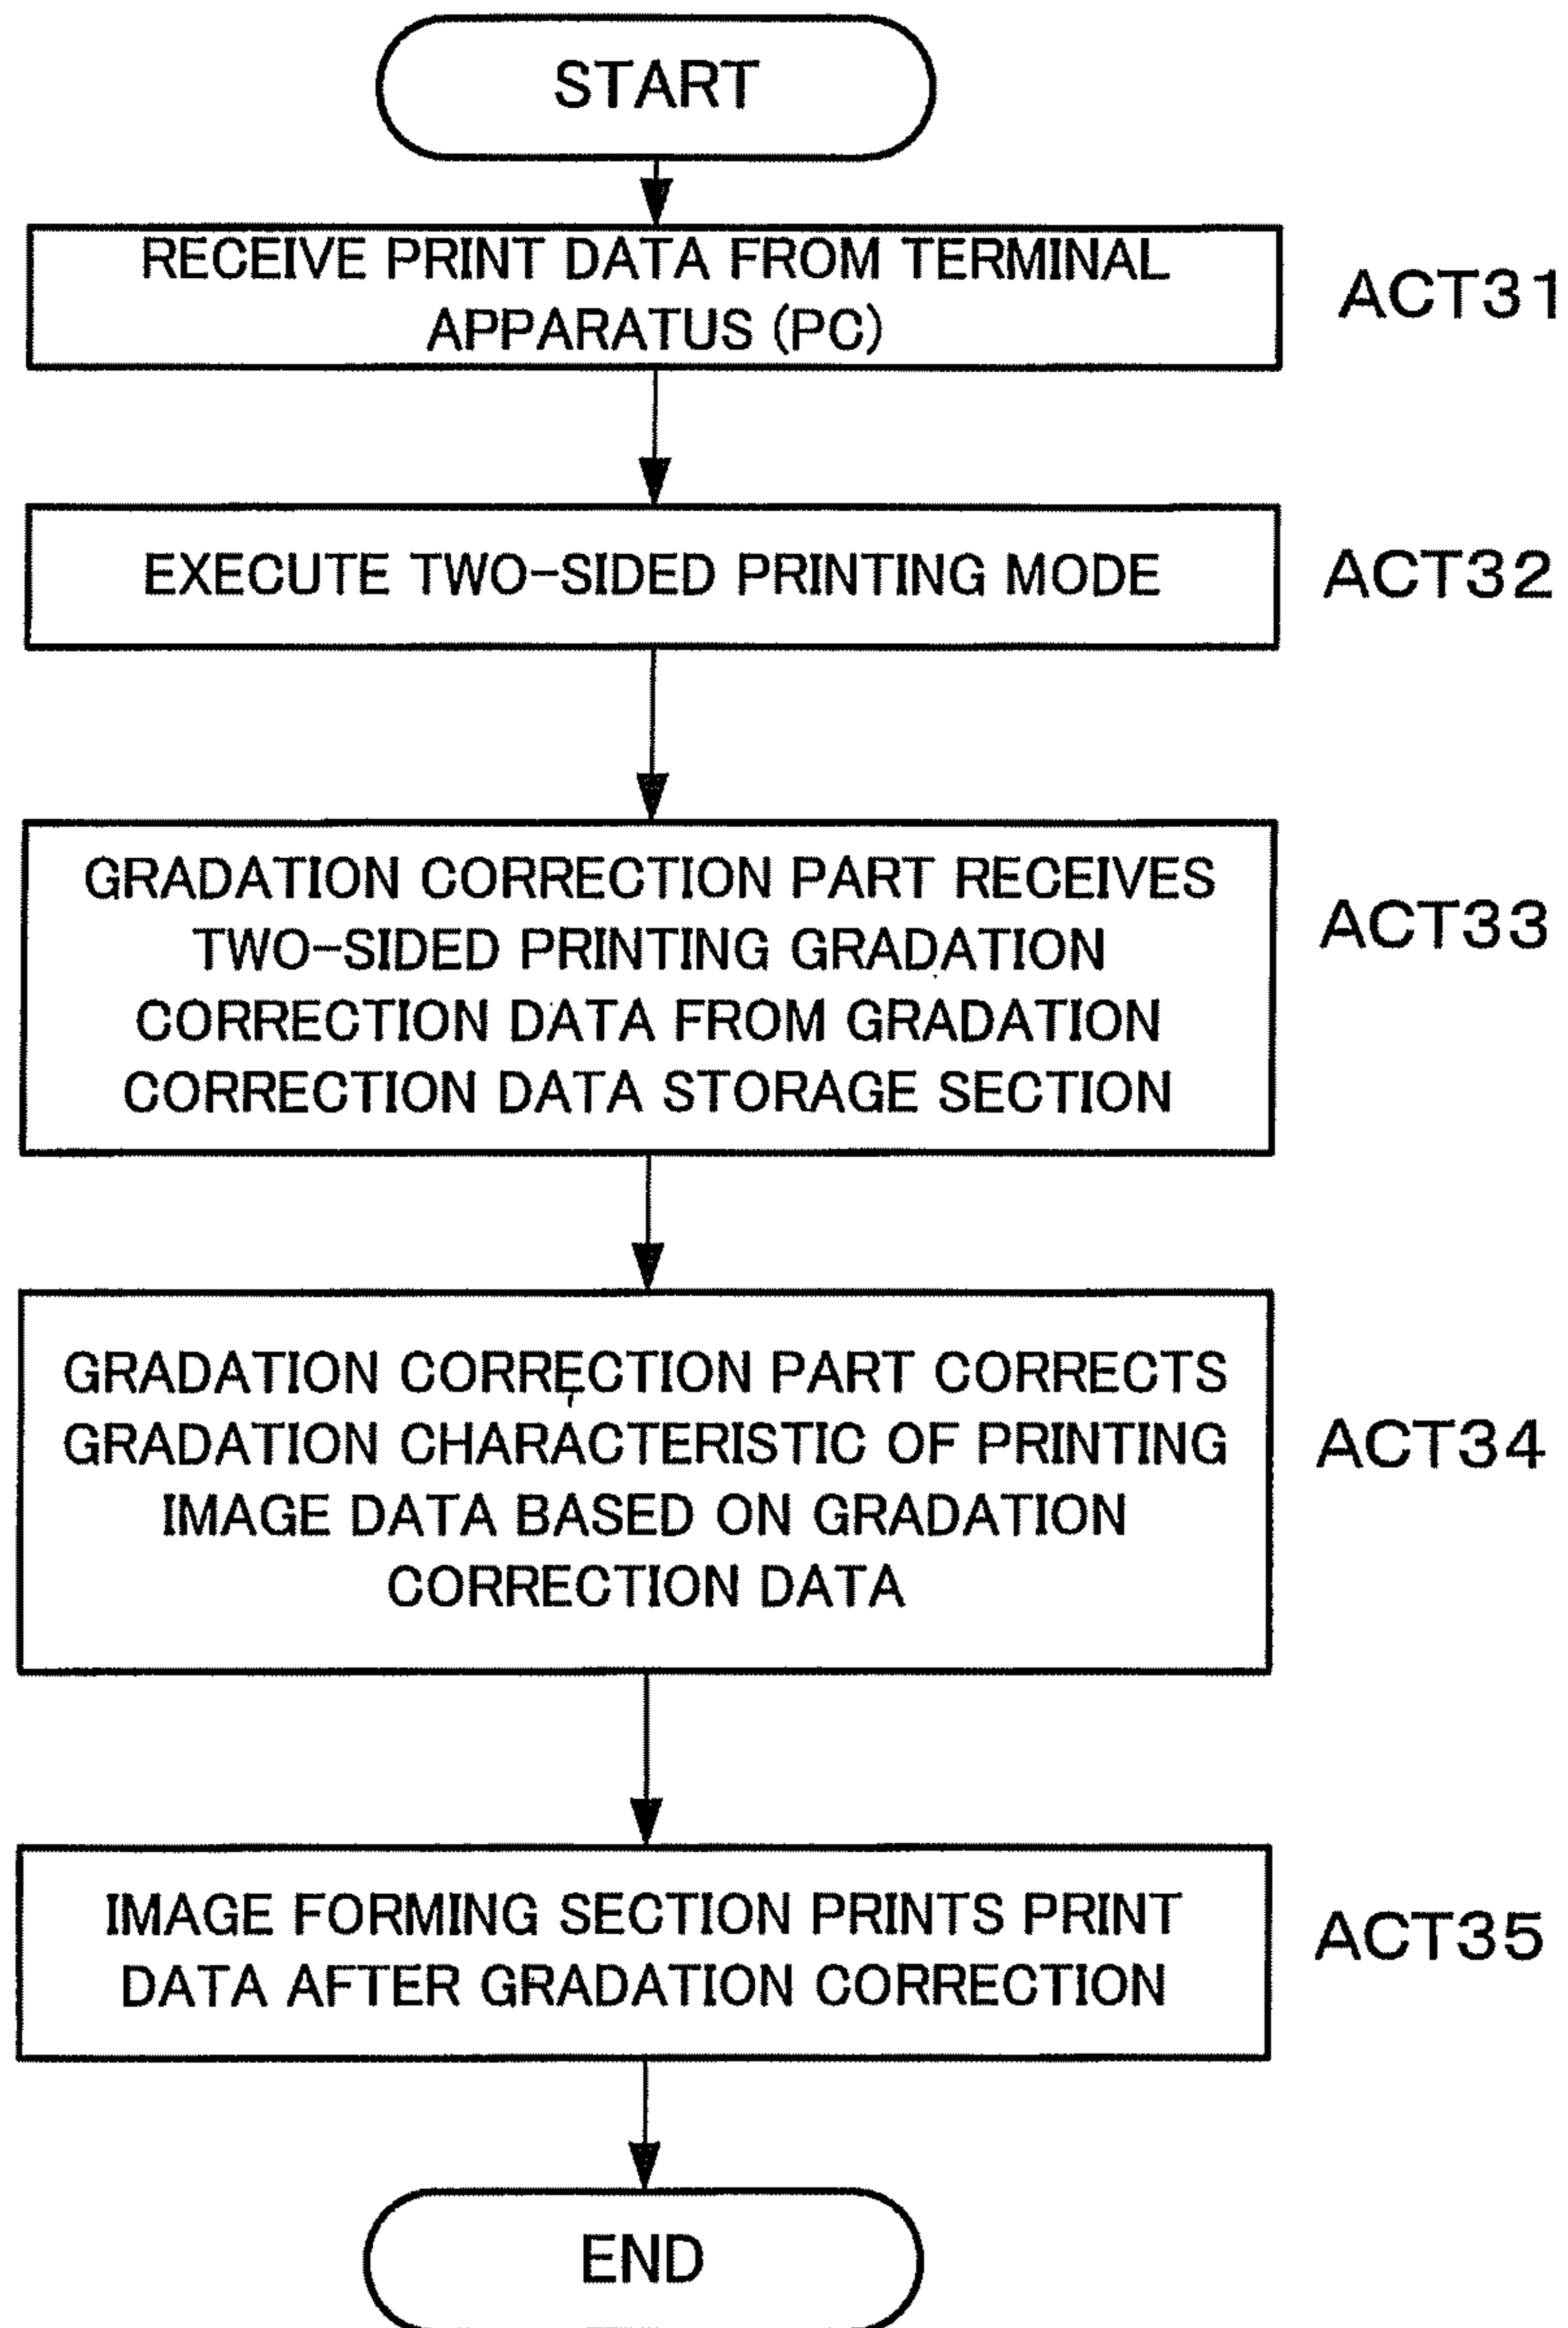 START
RECEIVE PRINT DATA FROM TERMINAL
APPARATUS (PC)
ACT31
EXECUTE TWO-SIDED PRINTING MODE
ACT32
GRADATION CORRECTION PART RECEIVES
TWO-SIDED PRINTING GRADATION
CORRECTION DATA FROM GRADATION
CORRECTION DATA STORAGE SECTION
ACT33
GRADATION CORRECTION PART CORRECTS
GRADATION CHARACTERISTIC OF PRINTING
IMAGE DATA BASED ON GRADATION
CORRECTION DATA
ACT34
IMAGE FORMING SECTION PRINTS PRINT
DATA AFTER GRADATION CORRECTION
ACT35
END